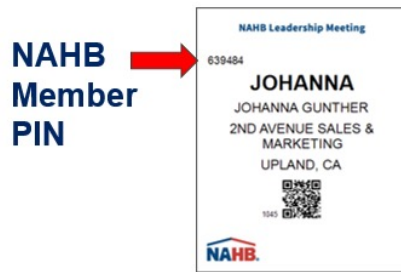 NAHB
Member
PIN
NAHB Leadership Meeting
639484
JOHANNA
JOHANNA GUNTHER
2ND AVENUE SALES &
MARKETING
UPLAND, CA
1045
NAHB.